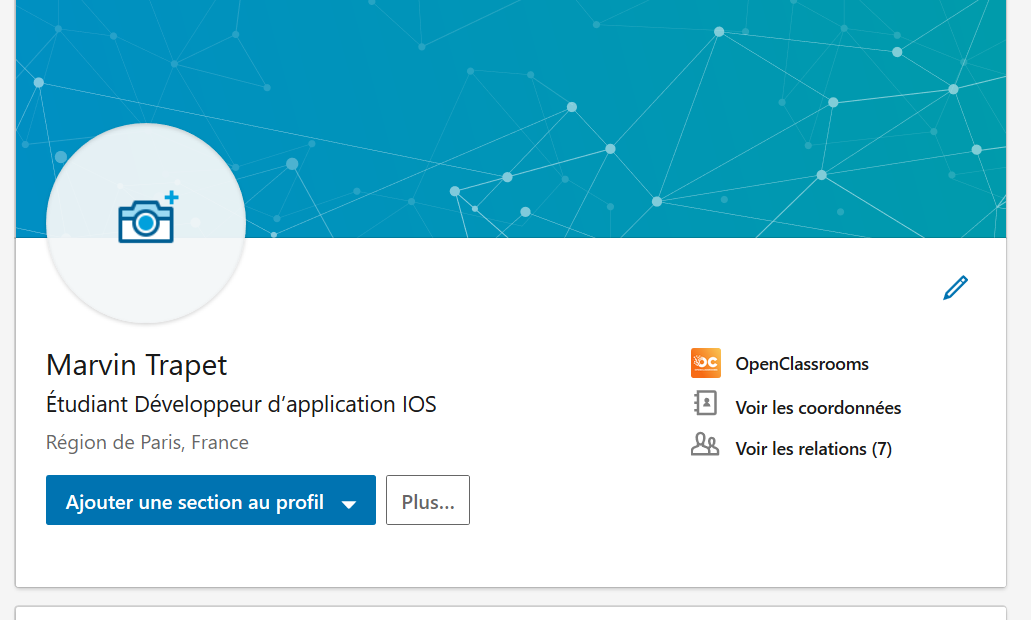 Marvin Trapet
Étudiant Développeur d’application IOS
Région de Paris, France
Ajouter une section au profil
Plus...
OC
OpenClassrooms
Voir les coordonnées
Voir les relations (7)